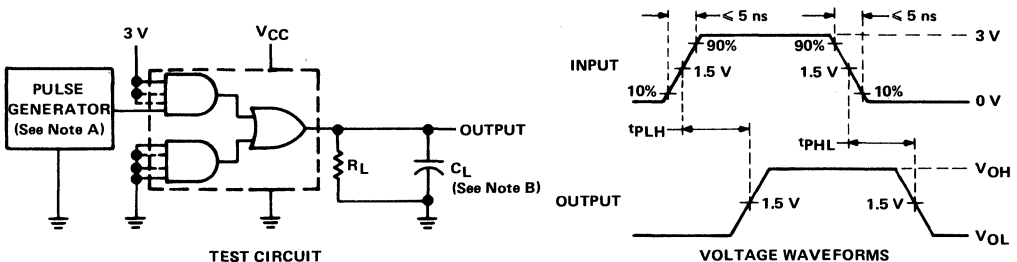 3 V
VCC
PULSE
GENERATOR
(See Note A)
OUTPUT
RL
CL
(See Note B)
TEST CIRCUIT
≤ 5 ns
≤ 5 ns
3 V
90%
90%
INPUT
1.5 V
1.5 V
10%
10%
0 V
tPLH
tPHL
VOH
OUTPUT
1.5 V
1.5 V
VOL
VOLTAGE WAVEFORMS